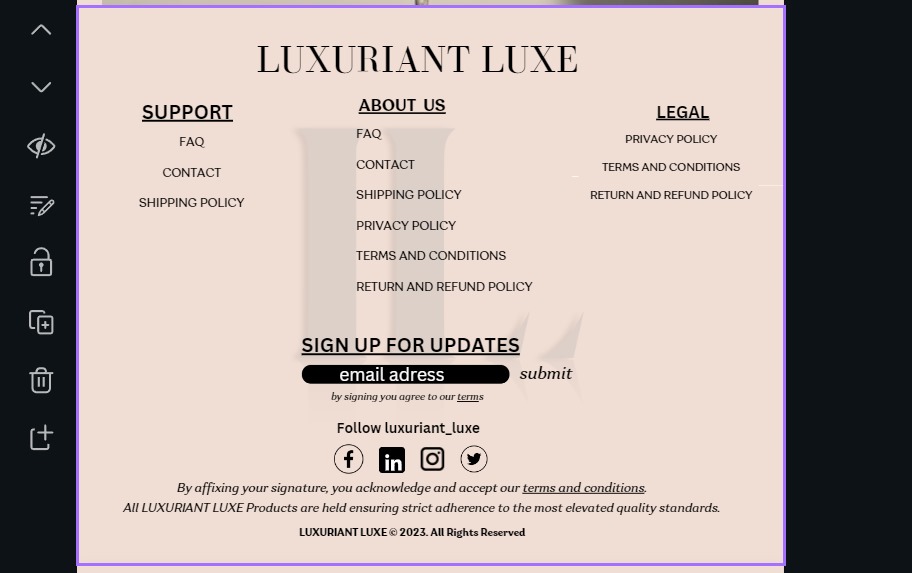 LUXURIANT LUXE
SUPPORT
FAQ
CONTACT
SHIPPING POLICY
ABOUT US
FAQ
CONTACT
SHIPPING POLICY
PRIVACY POLICY
TERMS AND CONDITIONS
RETURN AND REFUND POLICY
LEGAL
PRIVACY POLICY
TERMS AND CONDITIONS
RETURN AND REFUND POLICY
SIGN UP FOR UPDATES
email adress submit
by signing you agree to our terms
Follow luxuriant_luxe
By affixing your signature, you acknowledge and accept our terms and conditions.
All LUXURIANT LUXE Products are held ensuring strict adherence to the most elevated quality standards.
LUXURIANT LUXE © 2023. All Rights Reserved